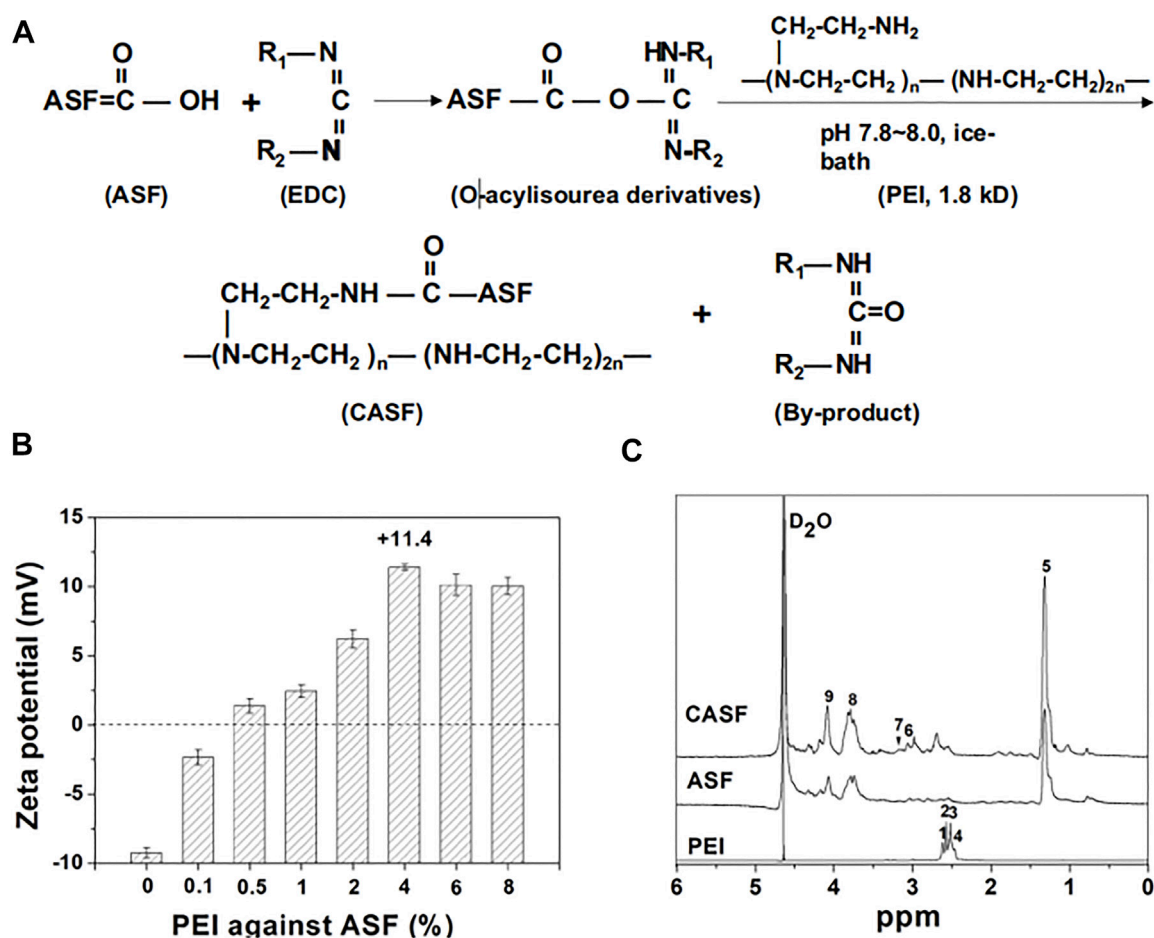 A
O
=
ASF=C — OH
(ASF)
+
R₁—N
=
C
=
R₂—N
(EDC)
O
=
HN-R₁
=
ASF — C — O — C
=
N-R₂
(O-acylisourea derivatives)
CH₂-CH₂-NH₂
—(N-CH₂-CH₂)ₙ—(NH-CH₂-CH₂)₂ₙ—
pH 7.8~8.0, ice-
bath
(PEI, 1.8 kD)
O
=
CH₂-CH₂-NH — C —ASF
—(N-CH₂-CH₂ )ₙ— (NH-CH₂-CH₂)₂ₙ—
(CASF)
+
R₁—NH
=
C=O
=
R₂—NH
(By-product)
B
Zeta potential (mV)
15
10
5
0
-5
-10
+11.4
0 0.1 0.5 1 2 4 6 8
PEI against ASF (%)
C
D₂O
5
9 8 7 6
CASF
ASF
2 3
1 4
PEI
6 5 4 3 2 1 0
ppm